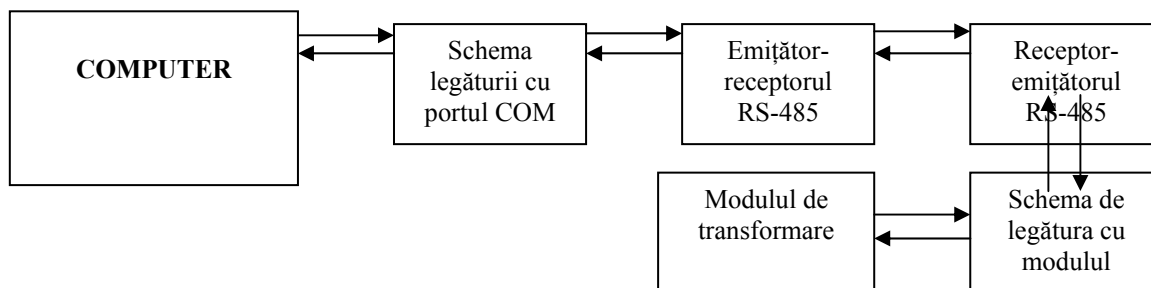 COMPUTER
Schema
legăturii cu
portul COM
Emițător-
receptorul
RS-485
Receptor-
emițătorul
RS-485
Modulul de
transformare
Schema de
legătura cu
modulul